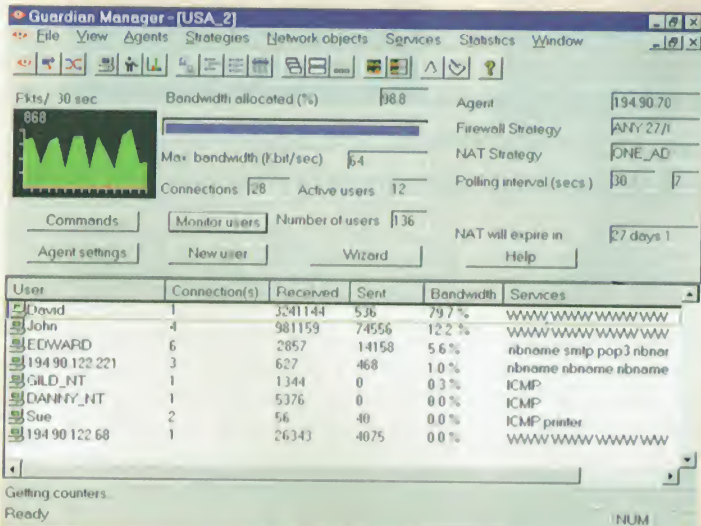 Guardian Manager - [USA_2]
File View Agents Strategies Network objects Services Statistics Window
Pkts/ 30 sec
868
Bandwidth allocated (%) 98.8
Max bandwidth (Kbit/sec) 64
Connections 28 Active users 12
Agent 194.90.70
Firewall Strategy ANY 27/
NAT Strategy ONE_AD
Polling interval (secs) 30 7
Commands Monitor users Number of users 136
NAT will expire in 27 days 1
Agent settings New user Wizard Help
User Connection(s) Received Sent Bandwidth Services
David 1 3241144 536 79.7 % WWW WWW WWW WW
John 4 981159 74556 12.2 % WWW WWW WWW WW
EDWARD 6 2857 14158 5.6 % nbname smtp pop3 nbnar
194 90 122 221 3 627 468 1.0 % nbname nbname nbname
GILD_NT 1 1344 0 0.3 % ICMP
DANNY_NT 1 5376 0 0.0 % ICMP
Sue 2 56 40 0.0 % ICMP printer
194 90 122 68 1 26343 4075 0.0 % WWW WWW WWW WW
Getting counters
Ready
NUM